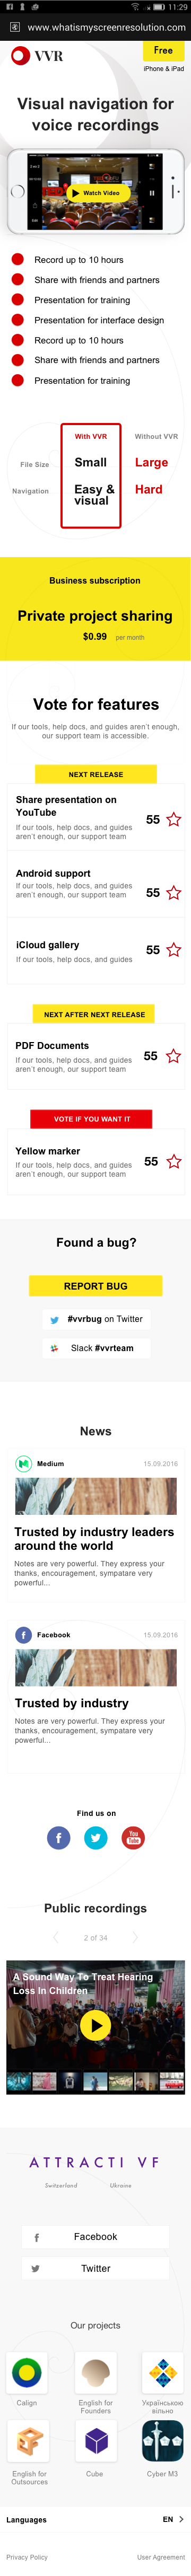 11:29
www.whatismyscreenresolution.com
VVR
Free
iPhone & iPad
Visual navigation for
voice recordings
Watch Video
Record up to 10 hours
Share with friends and partners
Presentation for training
Presentation for interface design
Record up to 10 hours
Share with friends and partners
Presentation for training
With VVR Without VVR
File Size Small Large
Navigation Easy & visual Hard
Business subscription
Private project sharing
$0.99 per month
Vote for features
If our tools, help docs, and guides aren't enough,
our support team is accessible.
NEXT RELEASE
Share presentation on
YouTube
If our tools, help docs, and guides
aren't enough, our support team
55
Android support
If our tools, help docs, and guides
aren't enough, our support team
55
iCloud gallery
If our tools, help docs, and guides
55
NEXT AFTER NEXT RELEASE
PDF Documents
If our tools, help docs, and guides
aren't enough, our support team
55
VOTE IF YOU WANT IT
Yellow marker
If our tools, help docs, and guides
aren't enough, our support team
55
Found a bug?
REPORT BUG
#vvrbug on Twitter
Slack #vvrteam
News
Medium 15.09.2016
Trusted by industry leaders
around the world
Notes are very powerful. They express your
thanks, encouragement, sympatare very
powerful...
Facebook 15.09.2016
Trusted by industry
Notes are very powerful. They express your
thanks, encouragement, sympatare very
powerful...
Find us on
You
Tube
Public recordings
2 of 34
A Sound Way To Treat Hearing
Loss In Children
ATTRACTI VF
Switzerland Ukraine
Facebook
Twitter
Our projects
Calign
English for
Founders
Українською
вільно
English for
Outsources
Cube
Cyber M3
Languages EN
Privacy Policy User Agreement